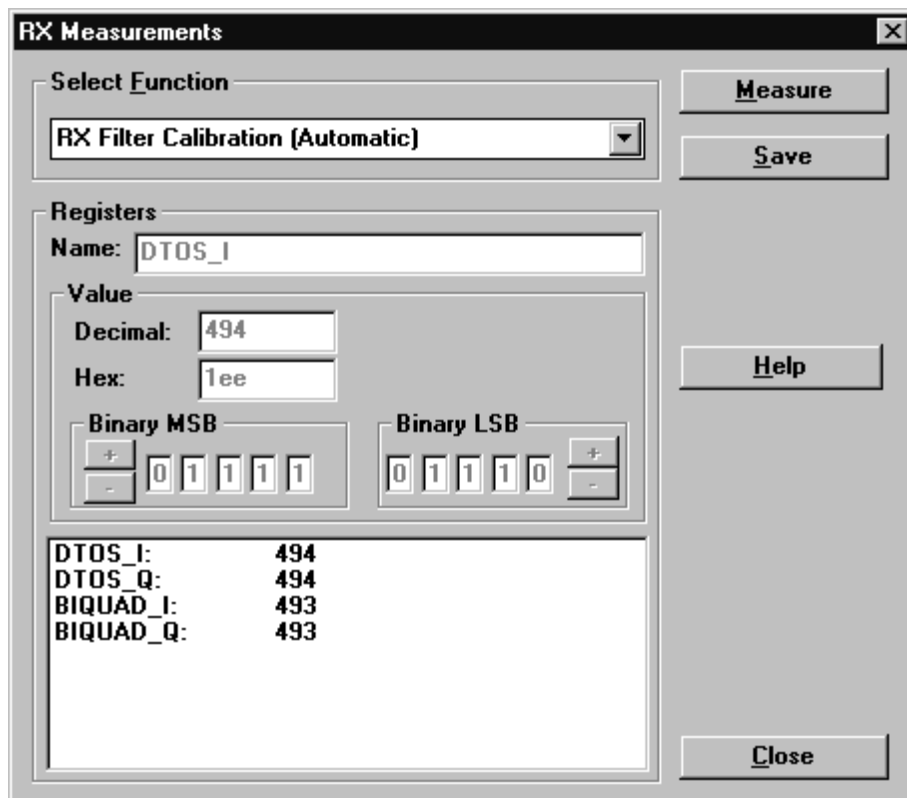 RX Measurements
Select Function
RX Filter Calibration (Automatic)
Measure
Save
Registers
Name: DTOS_I
Value
Decimal: 494
Hex: 1ee
Help
Binary MSB Binary LSB
+ 0 1 1 1 1 - 0 1 1 1 0 + -
DTOS_I: 494
DTOS_Q: 494
BIQUAD_I: 493
BIQUAD_Q: 493
Close